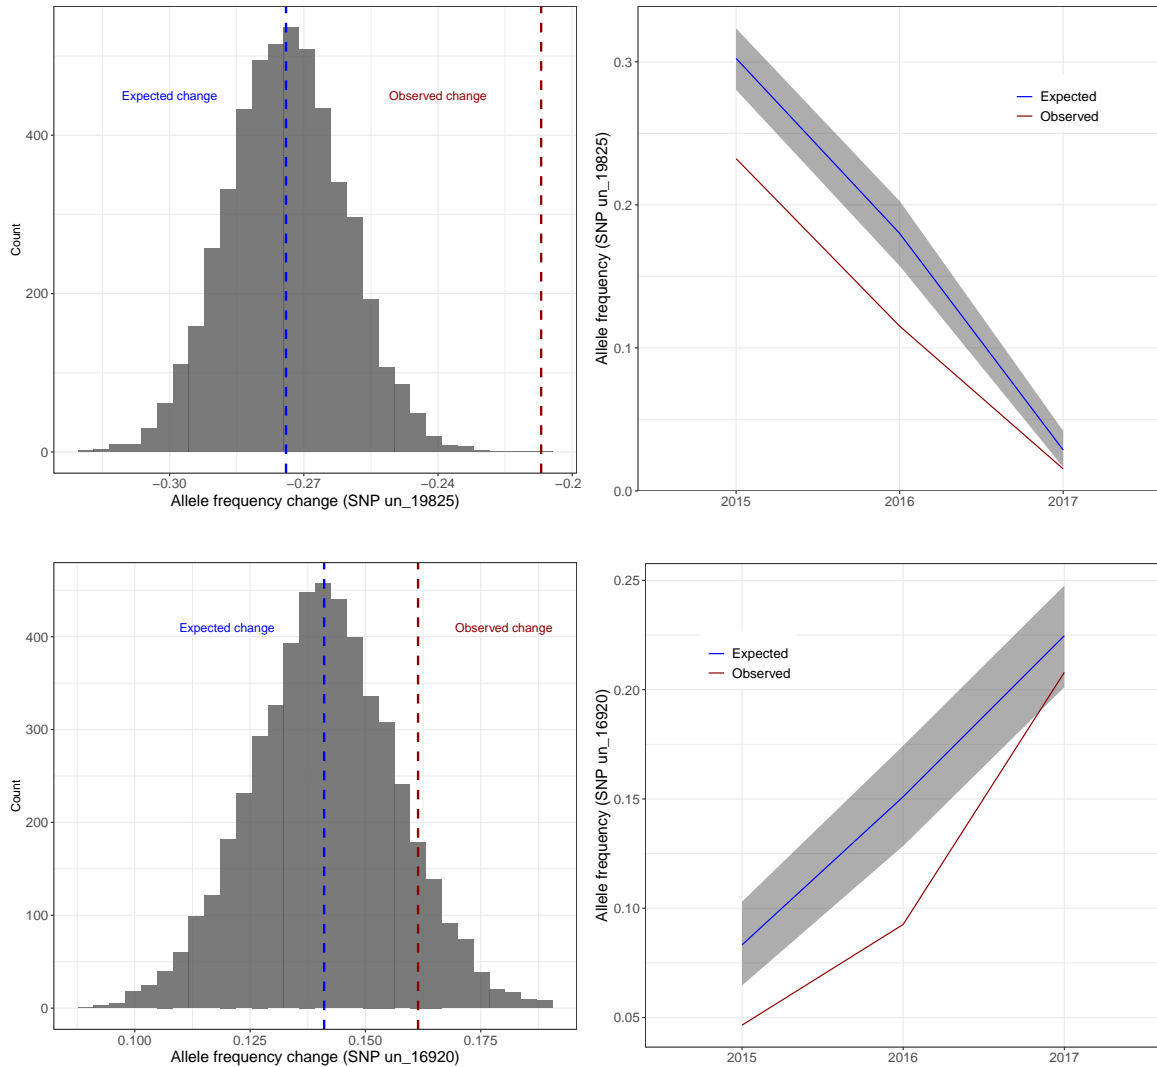 Count
400
200
0
Expected change
Observed change
−0.30
−0.27
−0.24
−0.2
Allele frequency change (SNP un_19825)
Allele frequency (SNP un_19825)
0.3
0.2
0.1
0.0
Expected
Observed
2015
2016
2017
Count
400
300
200
100
0
Expected change
Observed change
0.100
0.125
0.150
0.175
Allele frequency change (SNP un_16920)
Allele frequency (SNP un_16920)
0.25
0.20
0.15
0.10
0.05
Expected
Observed
2015
2016
2017